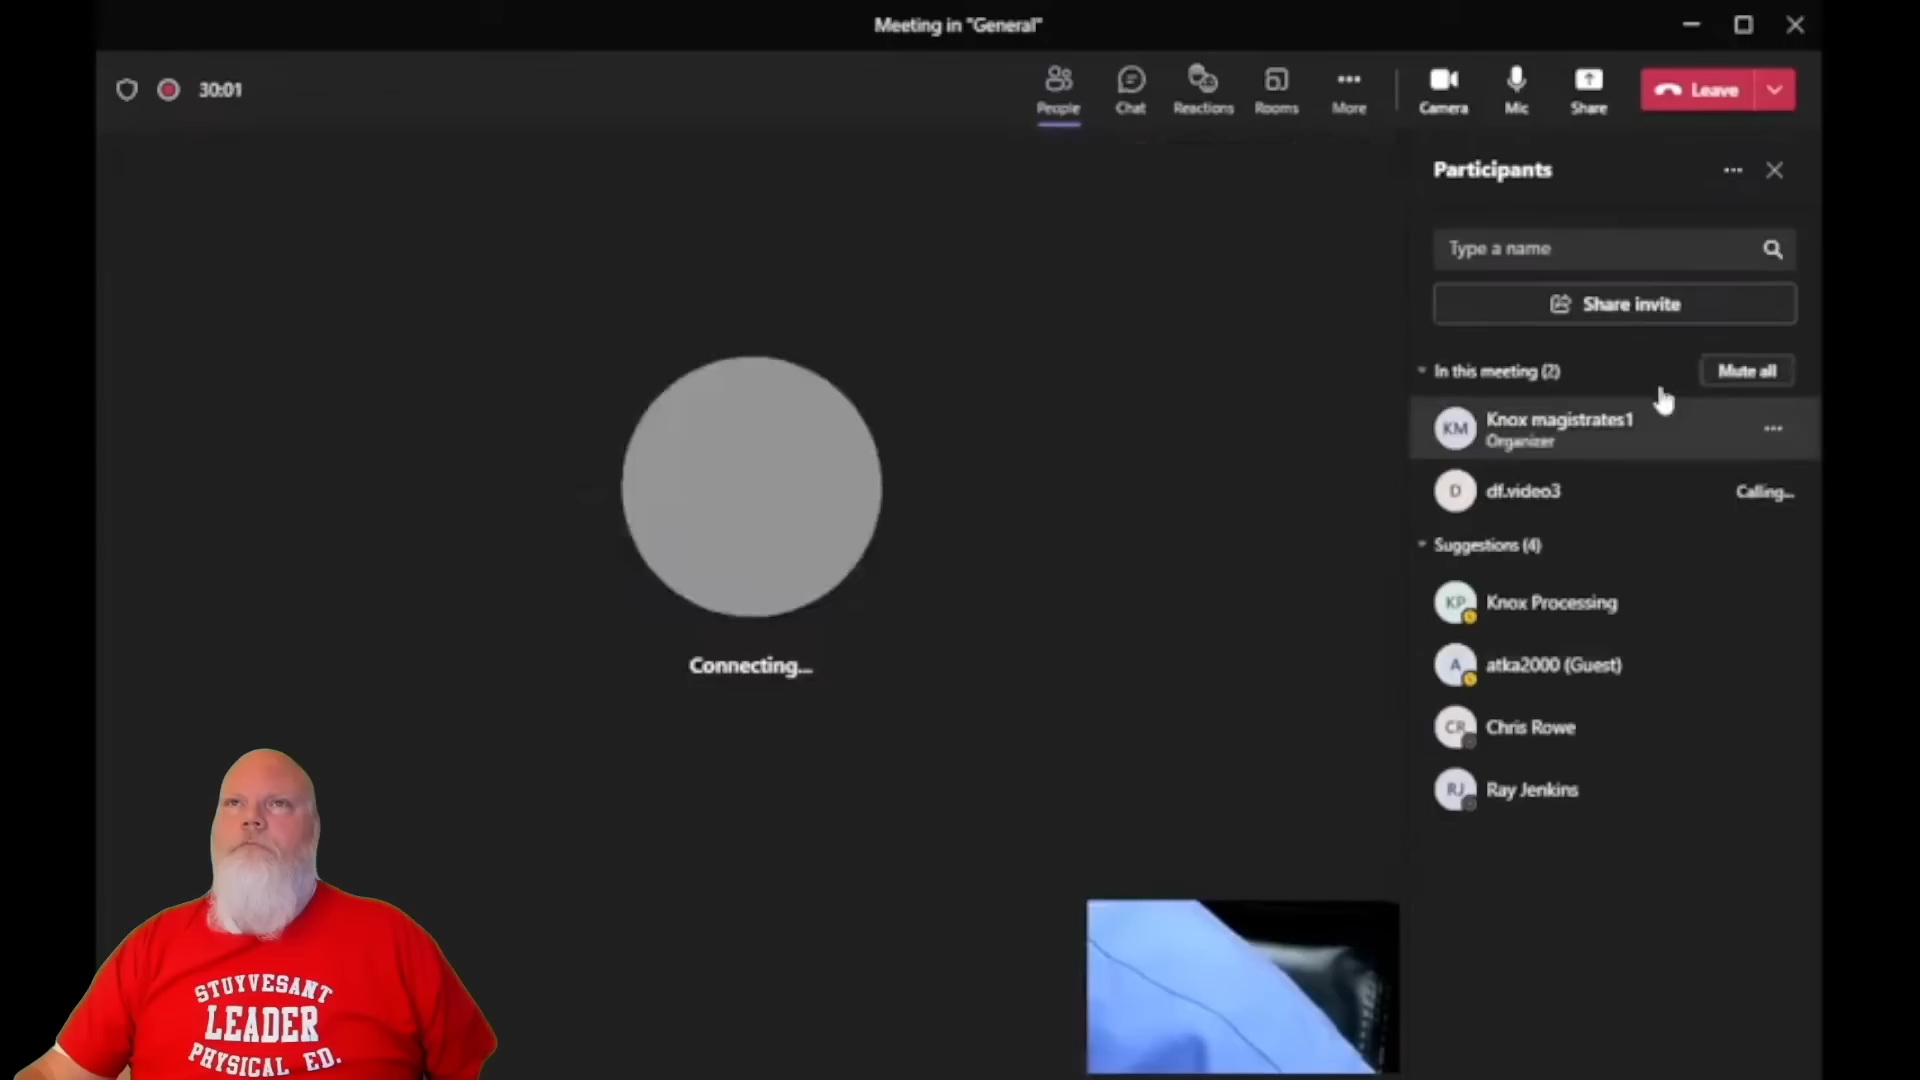 Meeting in "General"
30:01
People
Chat
Reactions
Rooms
More
Camera
Mic
Share
Leave
Participants
Type a name
Share invite
In this meeting (2)
Mute all
KM
Knox magistrates1
Organizer
D
df.video3
Calling...
Suggestions (4)
KP
Knox Processing
A
atka2000 (Guest)
CR
Chris Rowe
RJ
Ray Jenkins
Connecting...
STUYVESANT
LEADER
PHYSICAL ED.